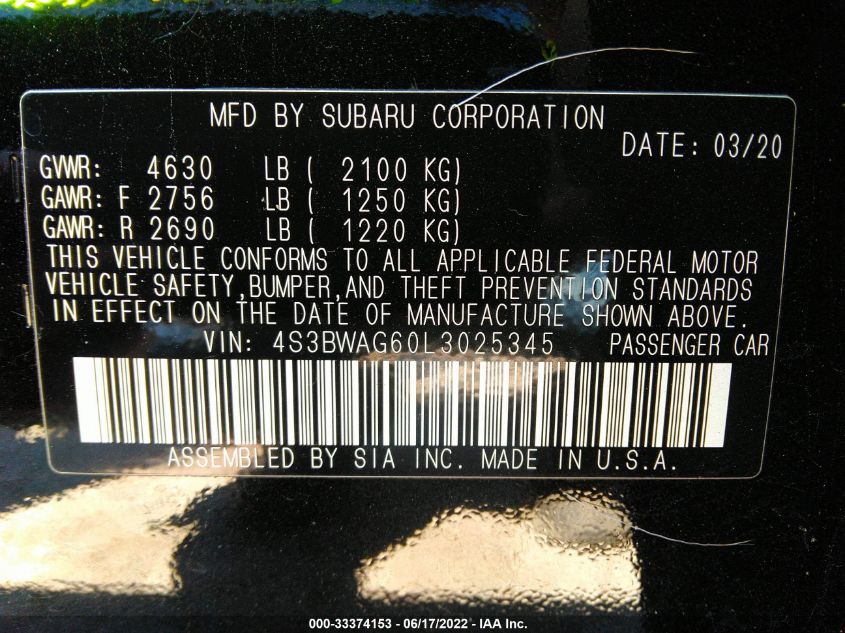 MFD BY SUBARU CORPORATION
DATE: 03/20
GVWR: 4630 LB ( 2100 KG)
GAWR: F 2756 LB ( 1250 KG)
GAWR: R 2690 LB ( 1220 KG)
THIS VEHICLE CONFORMS TO ALL APPLICABLE FEDERAL MOTOR
VEHICLE SAFETY,BUMPER,AND THEFT PREVENTION STANDARDS
IN EFFECT ON THE DATE OF MANUFACTURE SHOWN ABOVE.
VIN: 4S3BWAG60L3025345 PASSENGER CAR
ASSEMBLED BY SIA INC. MADE IN U.S.A.
000-33374153 - 06/17/2022 - IAA Inc.